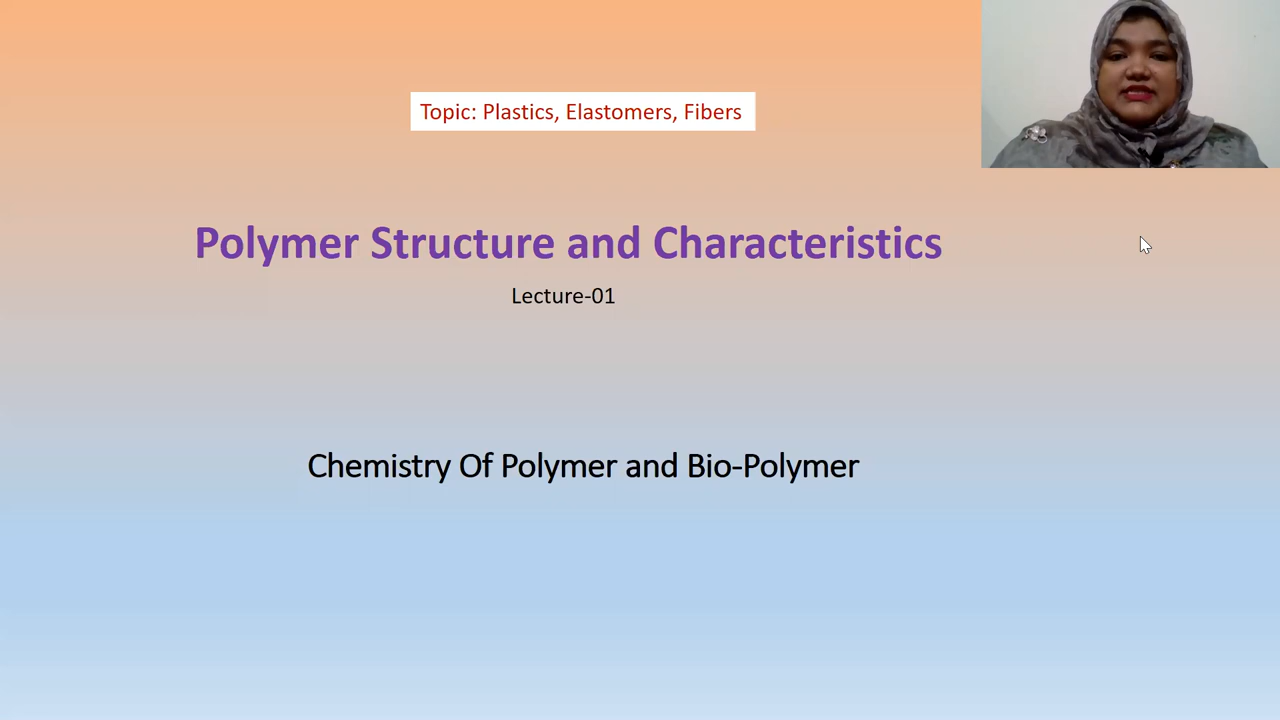 Topic: Plastics, Elastomers, Fibers
Polymer Structure and Characteristics
Lecture-01
Chemistry Of Polymer and Bio-Polymer